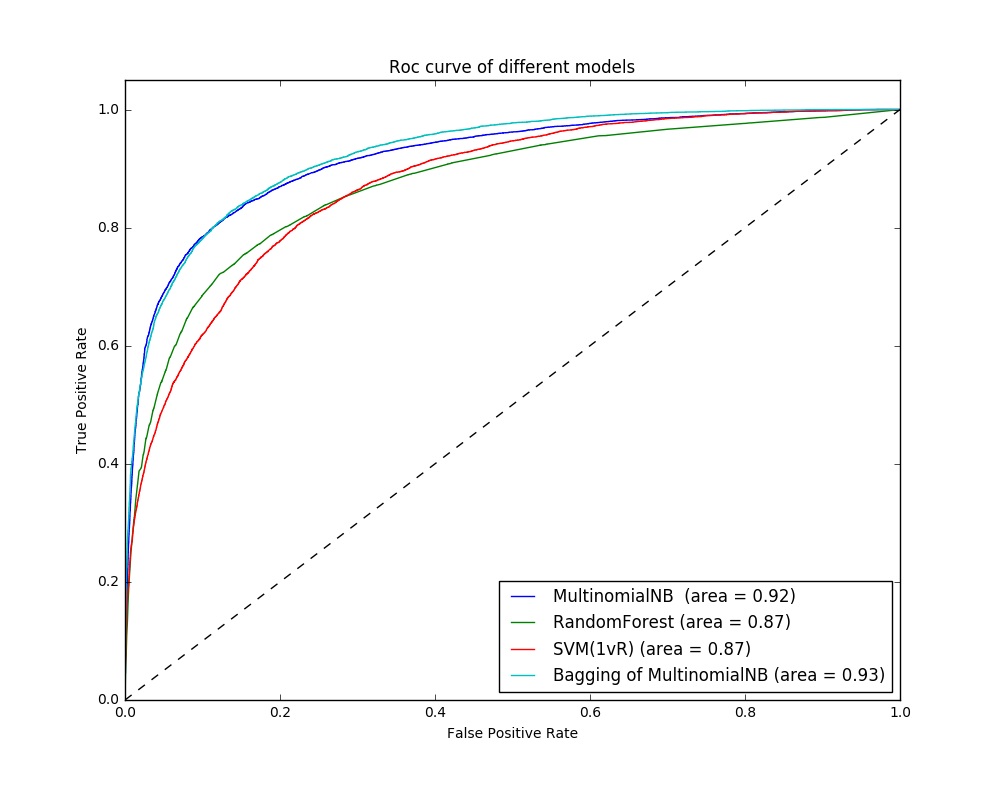 Roc curve of different models
1.0
0.8
0.6
0.4
0.2
0.0
True Positive Rate
0.0 0.2 0.4 0.6 0.8 1.0
False Positive Rate
MultinomialNB  (area = 0.92)
RandomForest (area = 0.87)
SVM(1vR) (area = 0.87)
Bagging of MultinomialNB (area = 0.93)